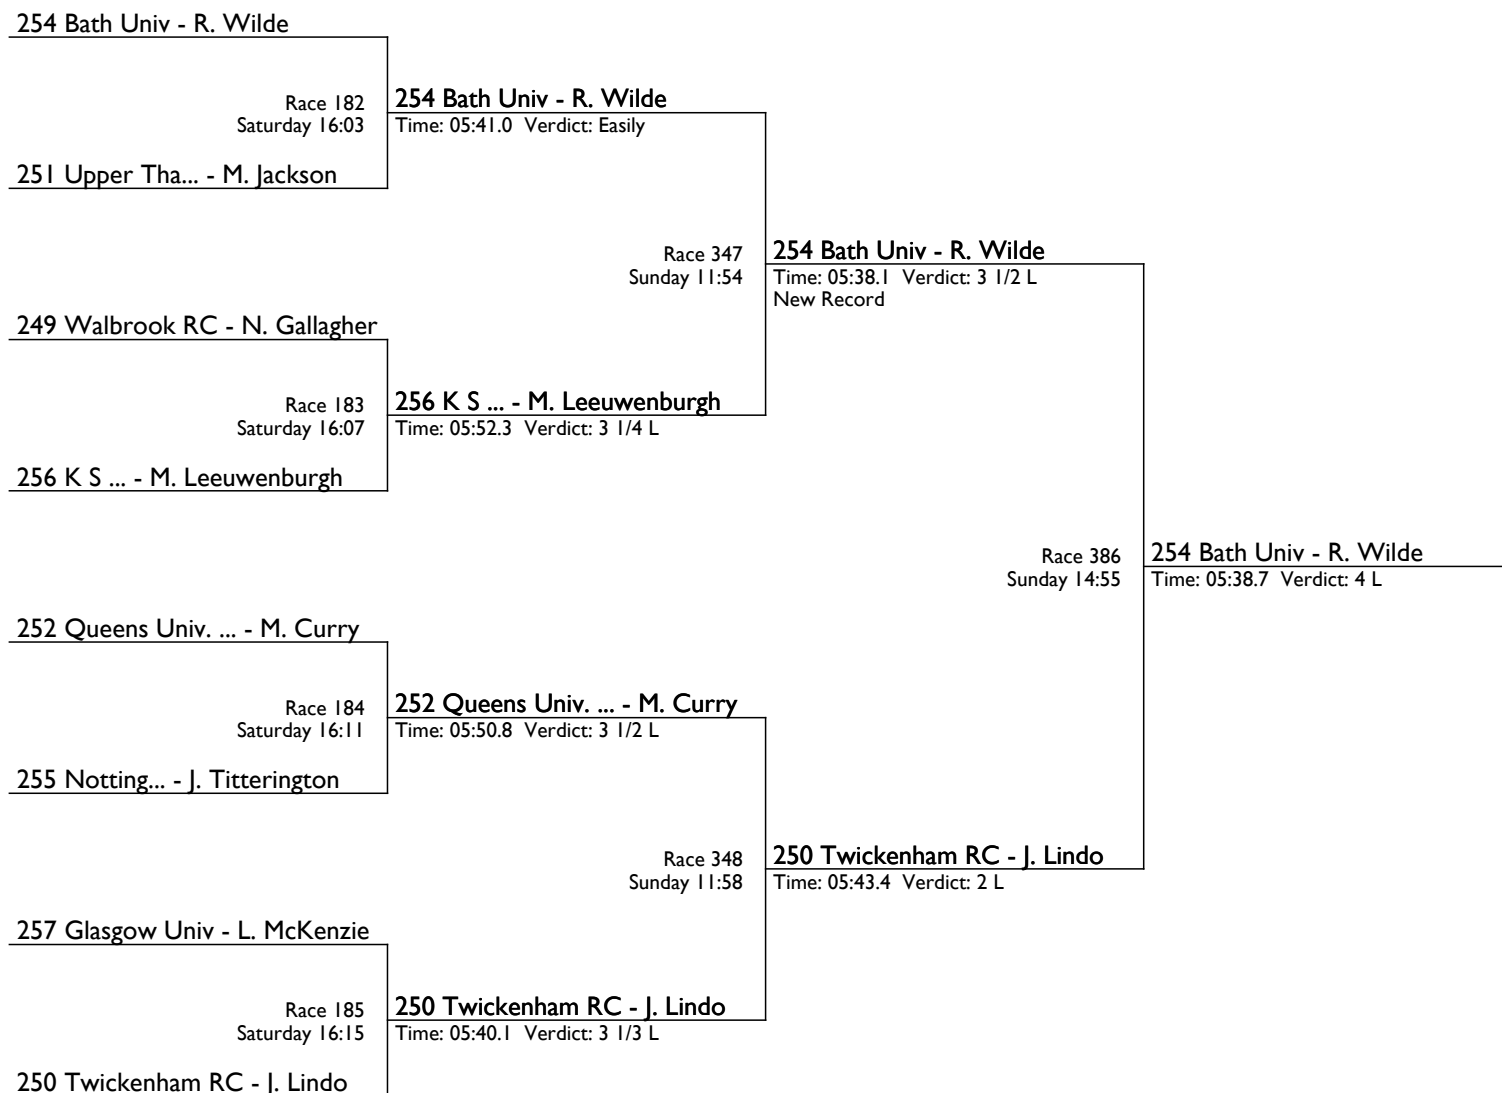 254 Bath Univ - R. Wilde
Race 182
Saturday 16:03
254 Bath Univ - R. Wilde
Time: 05:41.0 Verdict: Easily
251 Upper Tha... - M. Jackson
Race 347
Sunday 11:54
254 Bath Univ - R. Wilde
Time: 05:38.1 Verdict: 3 1/2 L
New Record
249 Walbrook RC - N. Gallagher
Race 183
Saturday 16:07
256 K S ... - M. Leeuwenburgh
Time: 05:52.3 Verdict: 3 1/4 L
256 K S ... - M. Leeuwenburgh
Race 386
Sunday 14:55
254 Bath Univ - R. Wilde
Time: 05:38.7 Verdict: 4 L
252 Queens Univ. ... - M. Curry
Race 184
Saturday 16:11
252 Queens Univ. ... - M. Curry
Time: 05:50.8 Verdict: 3 1/2 L
255 Notting... - J. Titterington
Race 348
Sunday 11:58
250 Twickenham RC - J. Lindo
Time: 05:43.4 Verdict: 2 L
257 Glasgow Univ - L. McKenzie
Race 185
Saturday 16:15
250 Twickenham RC - J. Lindo
Time: 05:40.1 Verdict: 3 1/3 L
250 Twickenham RC - J. Lindo